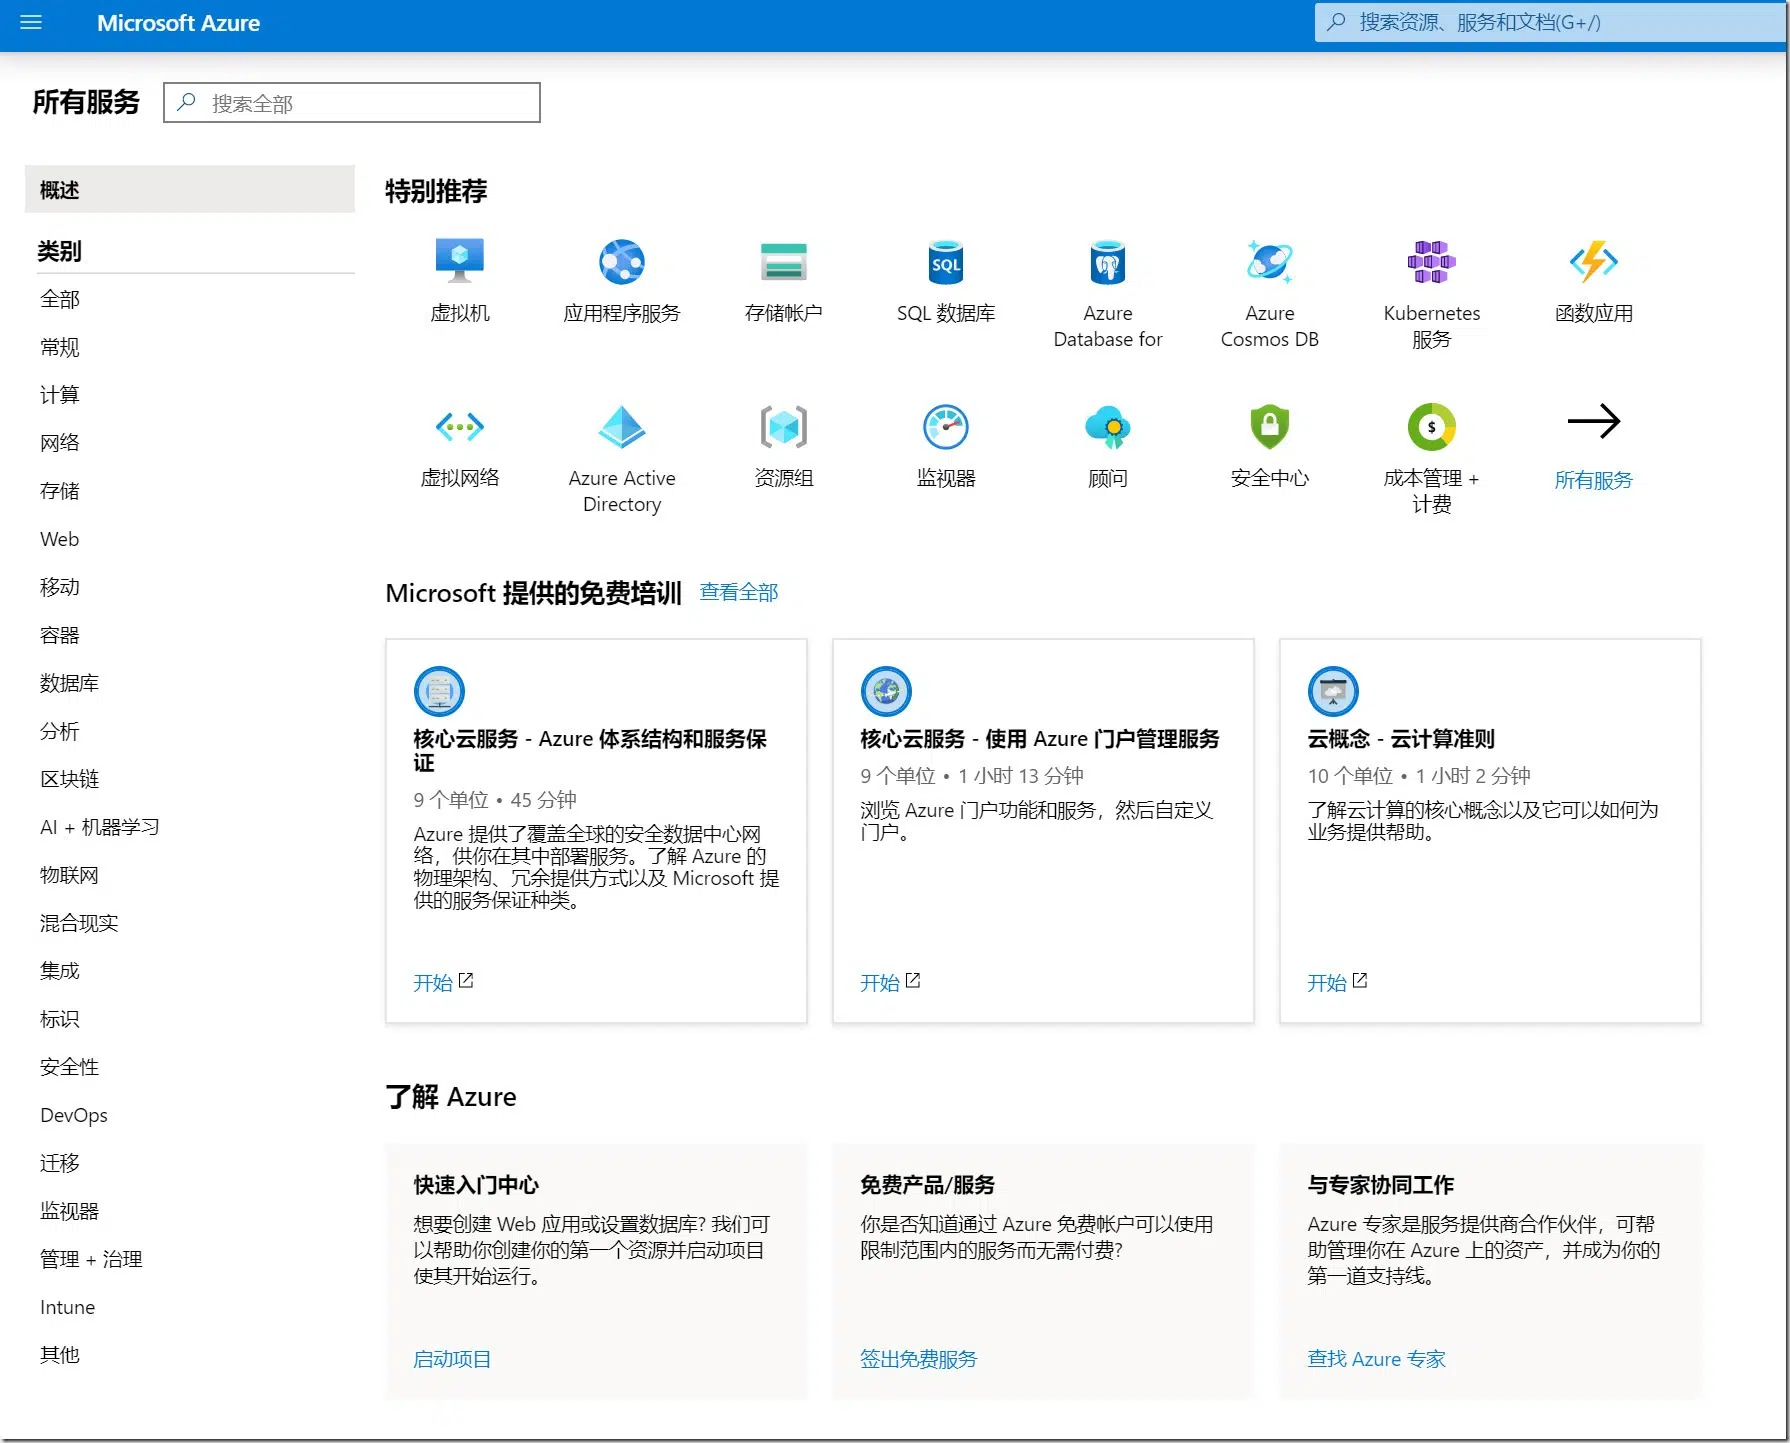 Microsoft Azure
搜索资源、服务和文档(G+/)
所有服务
搜索全部
概述
类别
全部
常规
计算
网络
存储
Web
移动
容器
数据库
分析
区块链
AI + 机器学习
物联网
混合现实
集成
标识
安全性
DevOps
迁移
监视器
管理 + 治理
Intune
其他
特别推荐
虚拟机
应用程序服务
存储帐户
SQL
SQL 数据库
Azure
Database for
Azure
Cosmos DB
Kubernetes
服务
函数应用
虚拟网络
Azure Active
Directory
资源组
监视器
顾问
安全中心
$
成本管理 +
计费
所有服务
Microsoft 提供的免费培训 查看全部
核心云服务 - Azure 体系结构和服务保
证
9 个单位 • 45 分钟
Azure 提供了覆盖全球的安全数据中心网
络，供你在其中部署服务。了解 Azure 的
物理架构、冗余提供方式以及 Microsoft 提
供的服务保证种类。
开始
核心云服务 - 使用 Azure 门户管理服务
9 个单位 • 1 小时 13 分钟
浏览 Azure 门户功能和服务，然后自定义
门户。
开始
云概念 - 云计算准则
10 个单位 • 1 小时 2 分钟
了解云计算的核心概念以及它可以如何为
业务提供帮助。
开始
了解 Azure
快速入门中心
想要创建 Web 应用或设置数据库? 我们可
以帮助你创建你的第一个资源并启动项目
使其开始运行。
启动项目
免费产品/服务
你是否知道通过 Azure 免费帐户可以使用
限制范围内的服务而无需付费?
签出免费服务
与专家协同工作
Azure 专家是服务提供商合作伙伴，可帮
助管理你在 Azure 上的资产，并成为你的
第一道支持线。
查找 Azure 专家